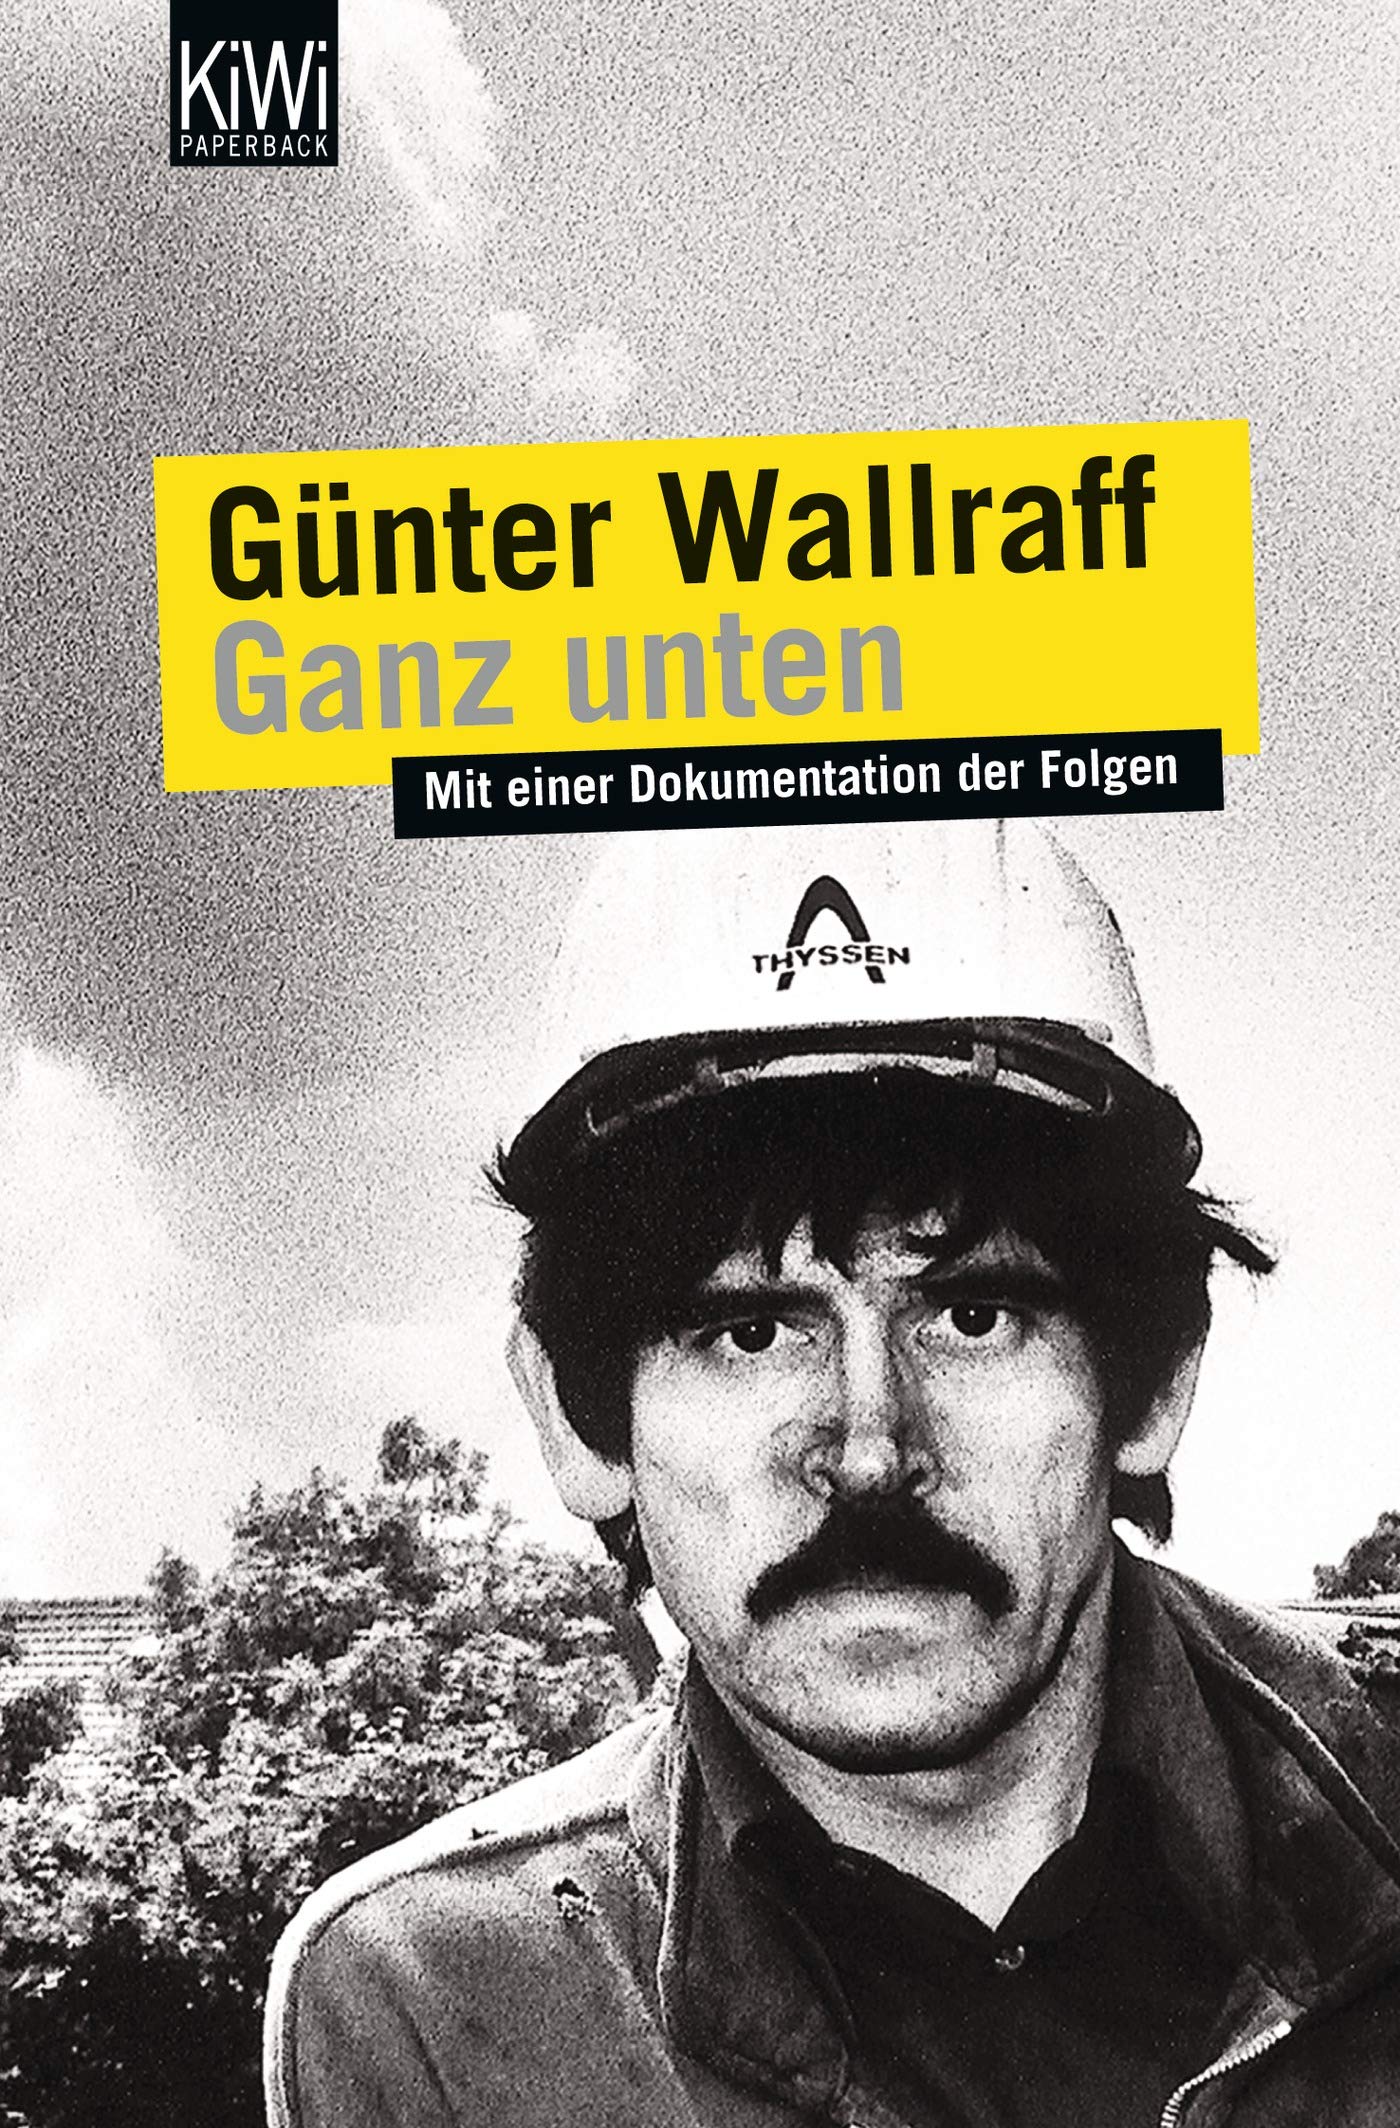 KiWi
PAPERBACK
Günter Wallraff
Ganz unten
Mit einer Dokumentation der Folgen
THYSSEN